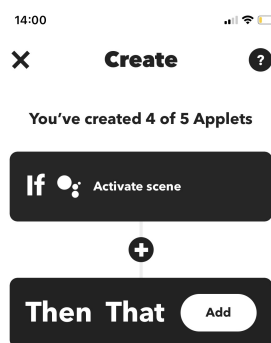 14:00
Create
?
You've created 4 of 5 Applets
If Activate scene
Then That Add